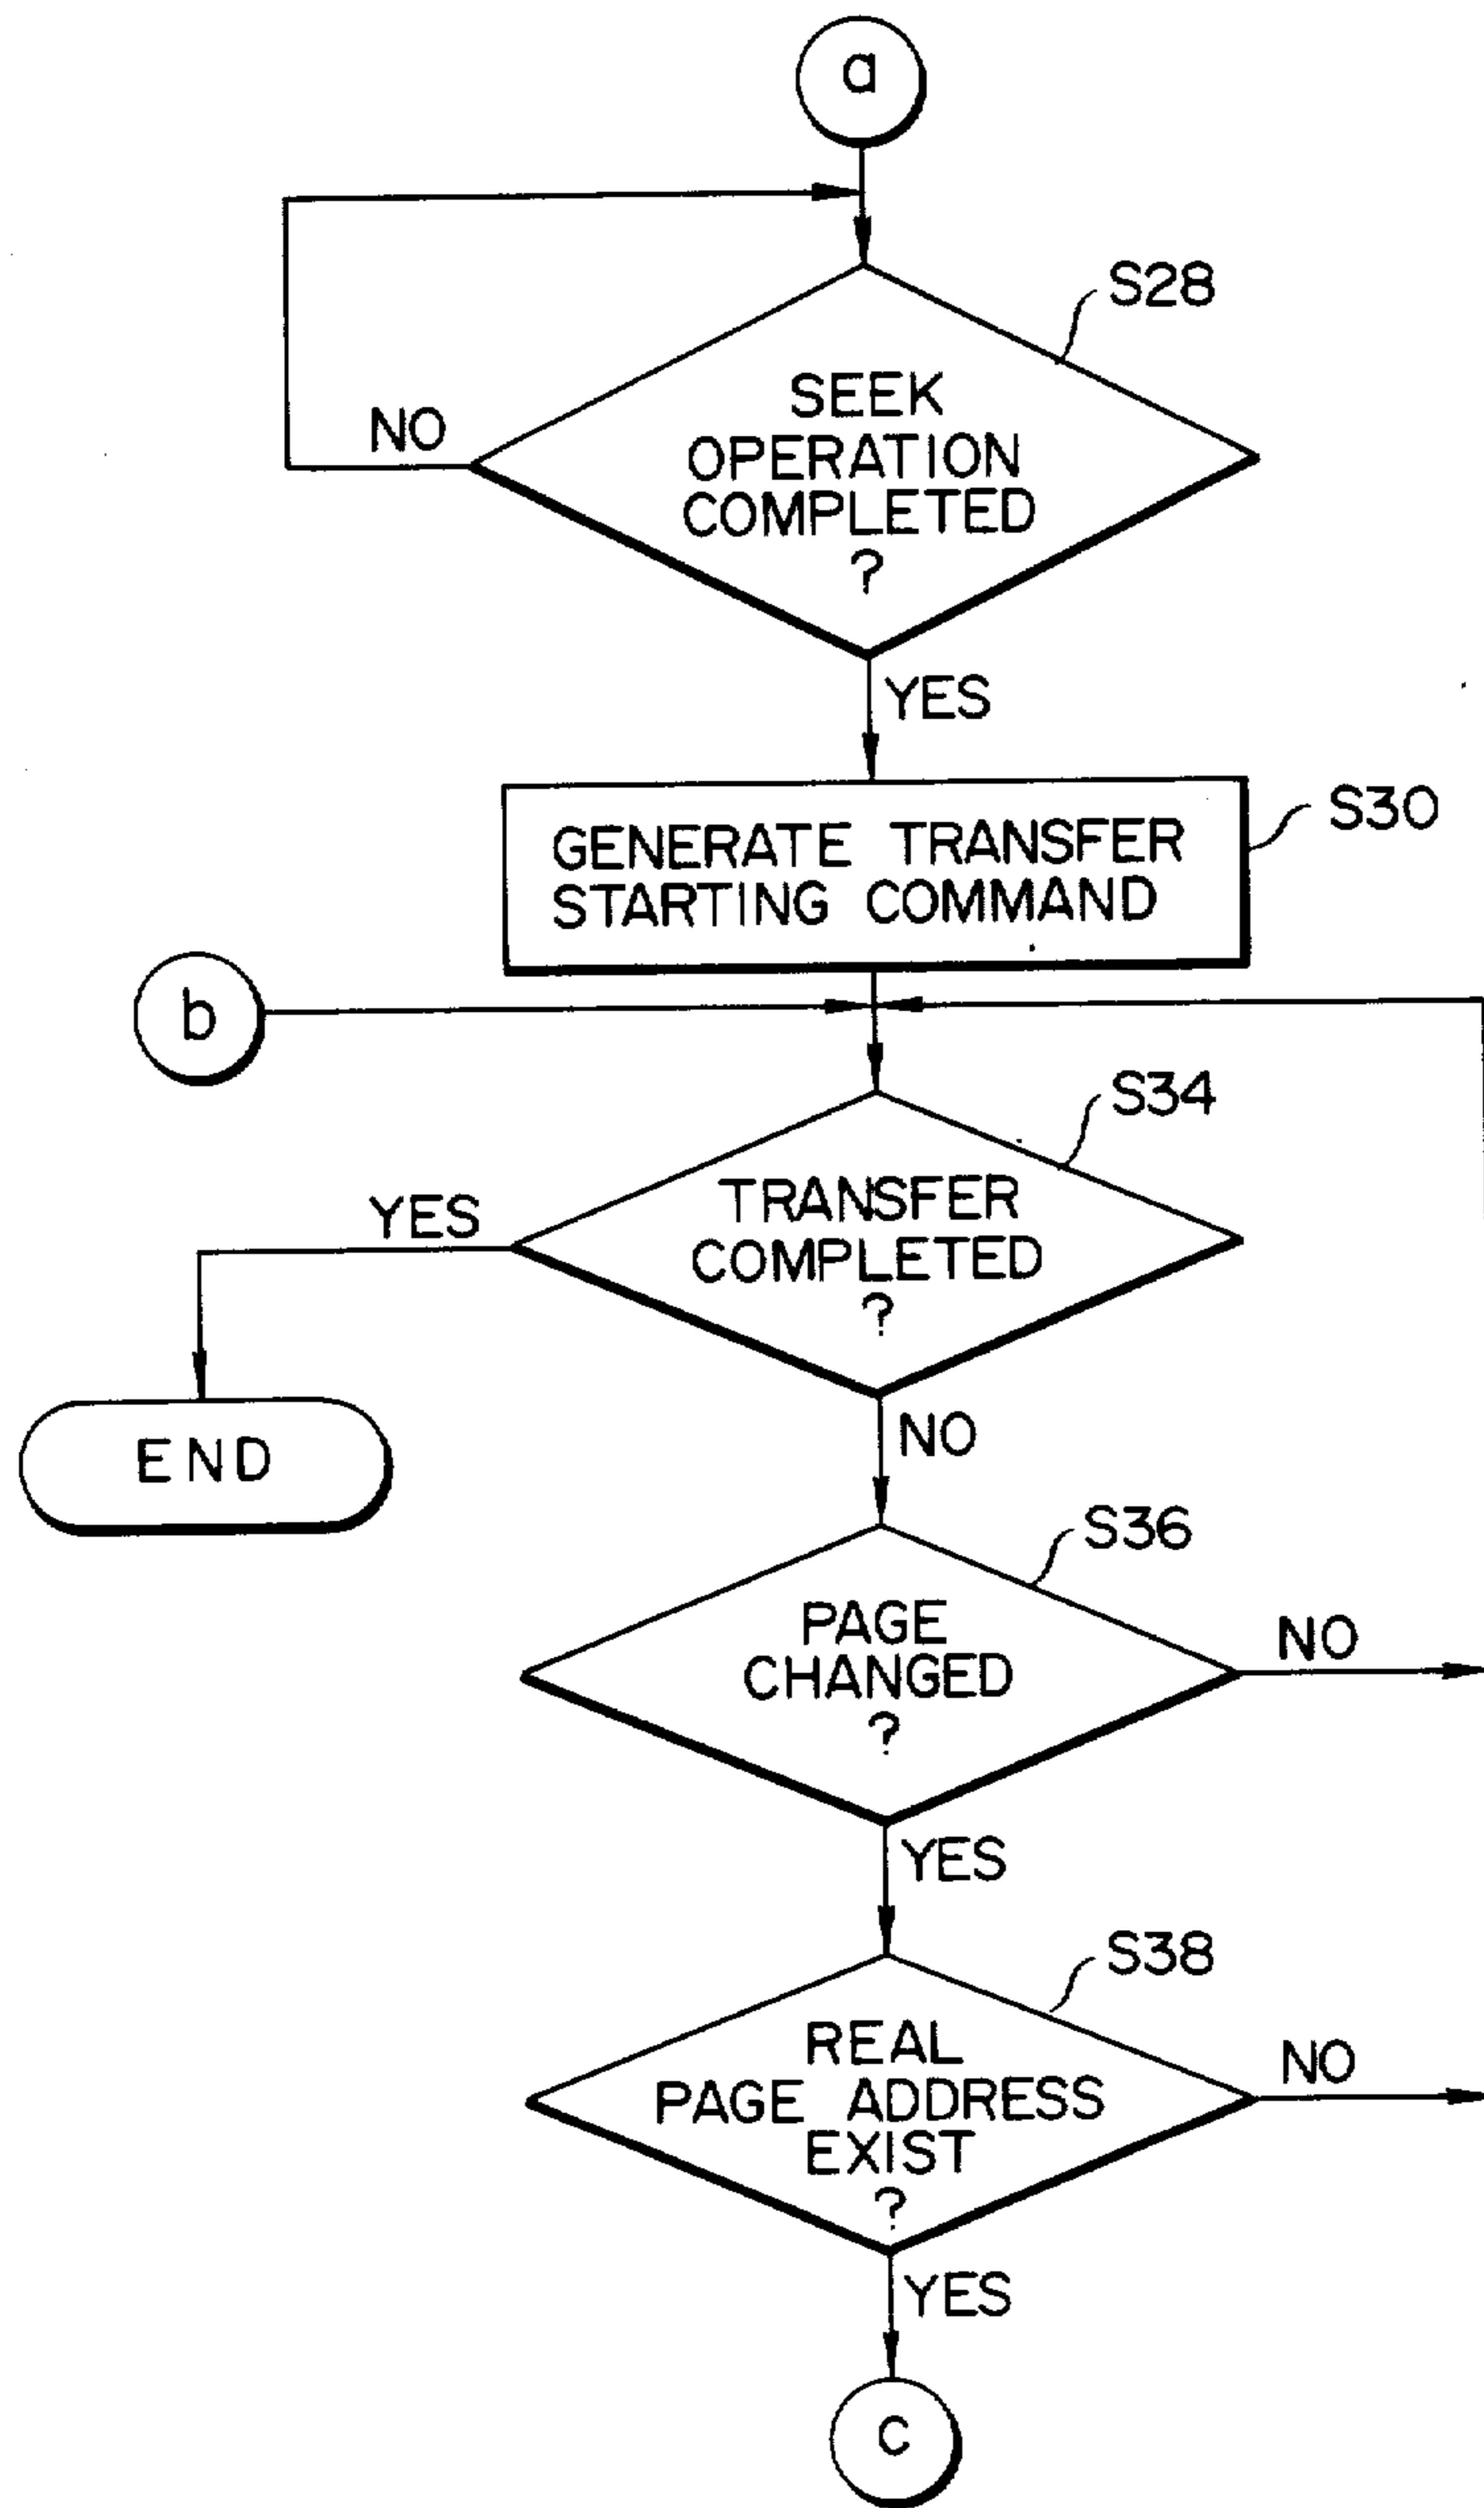 a
S28
SEEK
OPERATION
COMPLETED
?
NO
YES
S30
GENERATE TRANSFER
STARTING COMMAND
b
S34
TRANSFER
COMPLETED
?
YES
END
NO
S36
PAGE
CHANGED
?
NO
YES
S38
REAL
PAGE ADDRESS
EXIST
?
NO
YES
c